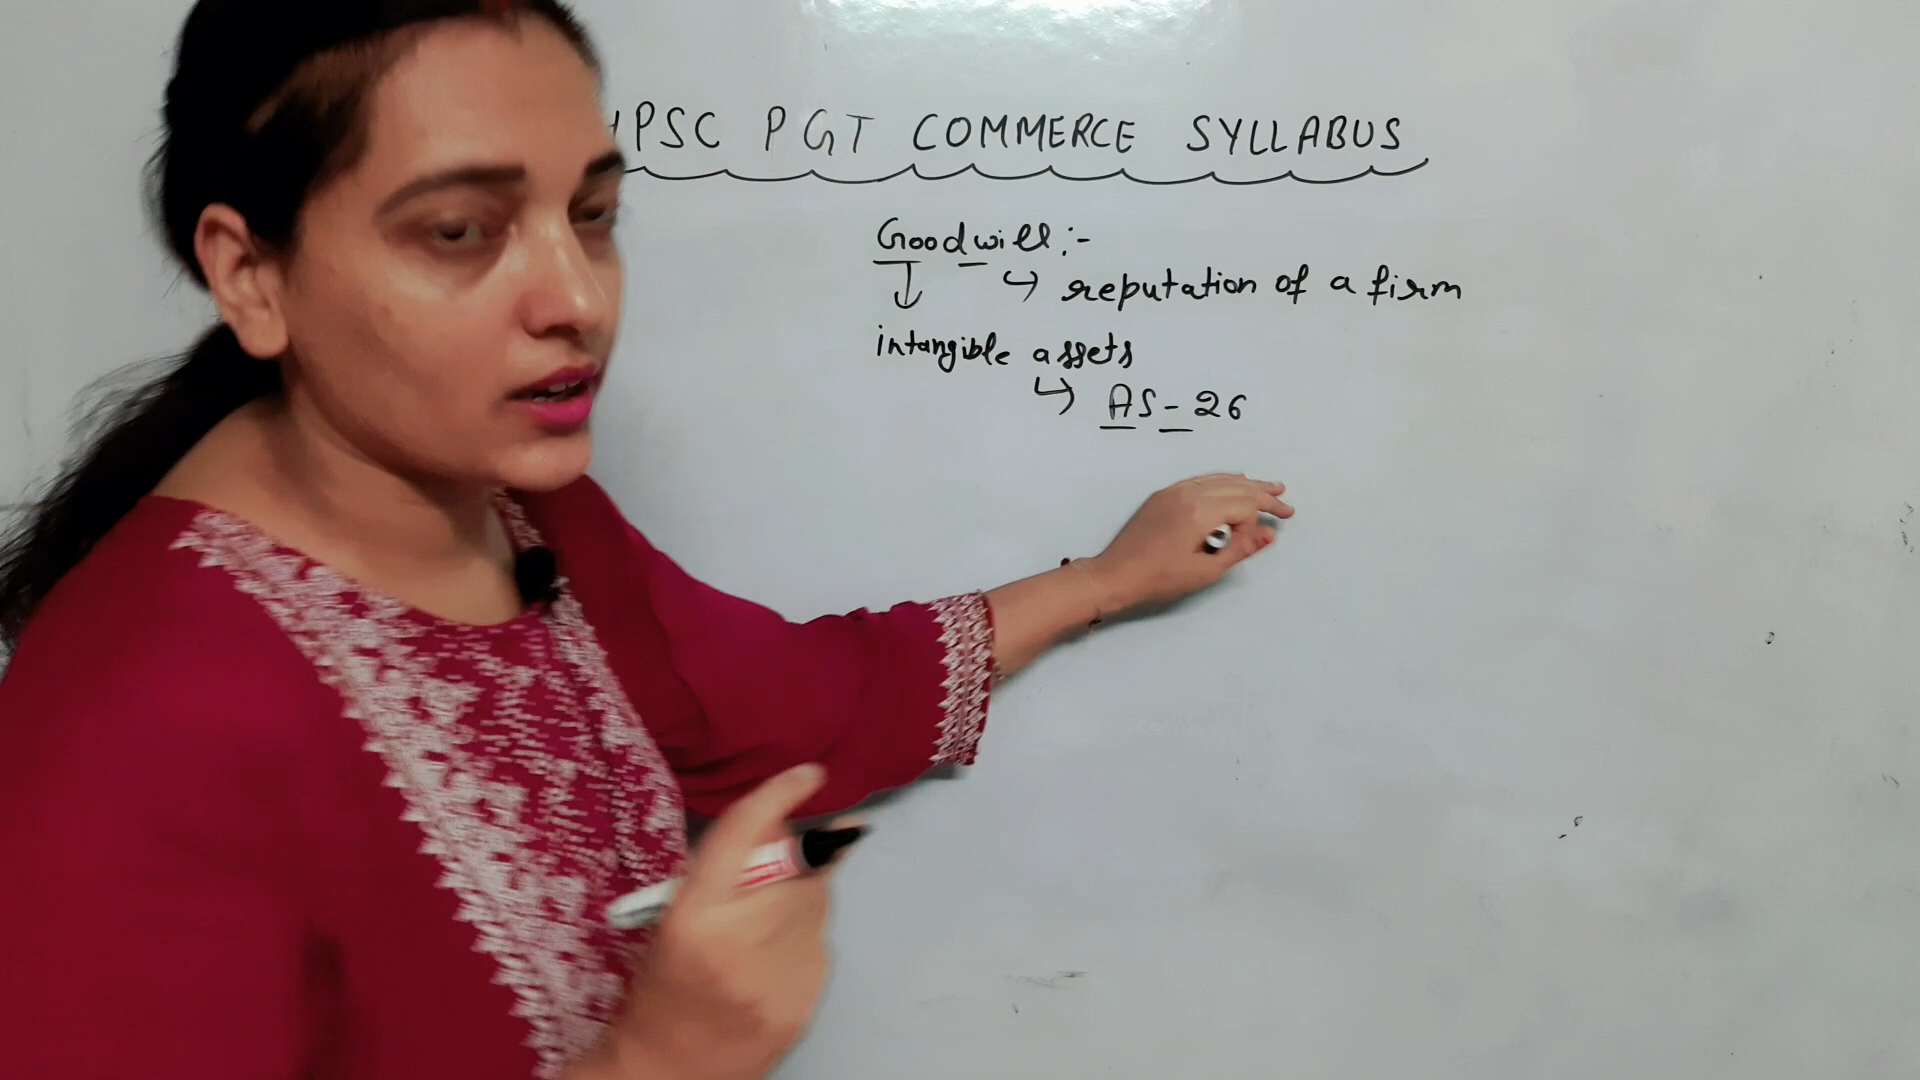 PSC PGT COMMERCE SYLLABUS
Goodwill:-
↳ reputation of a firm
intangible assets
↳ AS-26